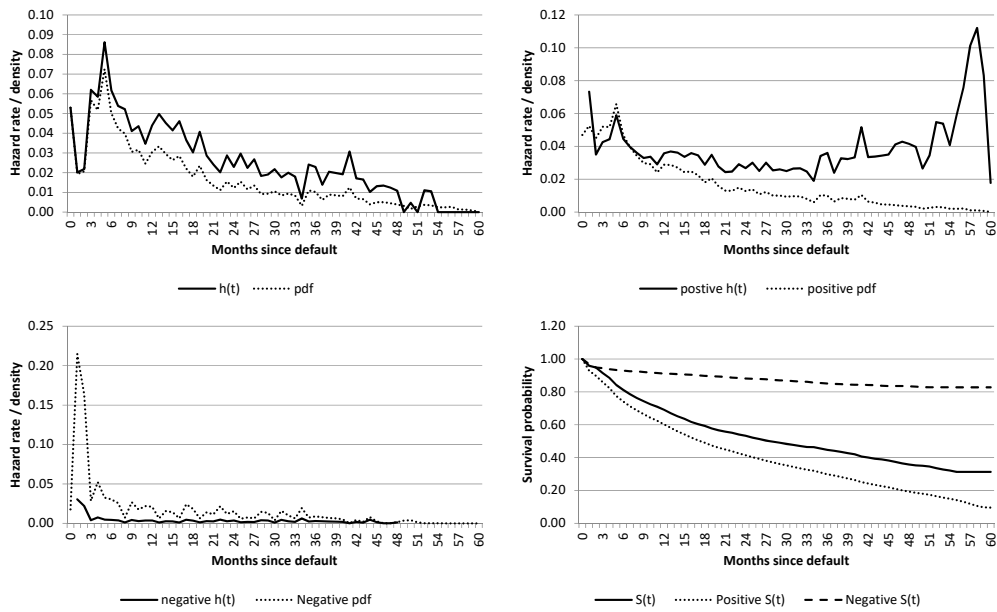 0.10
0.09
0.08
0.07
0.06
0.05
0.04
0.03
0.02
0.01
0.00
Hazard rate / density
0 3 6 9 12 15 18 21 24 27 30 33 36 39 42 45 48 51 54 57 60
Months since default
h(t) pdf
0.12
0.10
0.08
0.06
0.04
0.02
0.00
Hazard rate / density
0 3 6 9 12 15 18 21 24 27 30 33 36 39 42 45 48 51 54 57 60
Months since default
postive h(t) positive pdf
0.25
0.20
0.15
0.10
0.05
0.00
Hazard rate / density
0 3 6 9 12 15 18 21 24 27 30 33 36 39 42 45 48 51 54 57 60
Months since default
negative h(t) Negative pdf
1.20
1.00
0.80
0.60
0.40
0.20
0.00
Survival probability
0 3 6 9 12 15 18 21 24 27 30 33 36 39 42 45 48 51 54 57 60
Months since default
S(t) Positive S(t) Negative S(t)